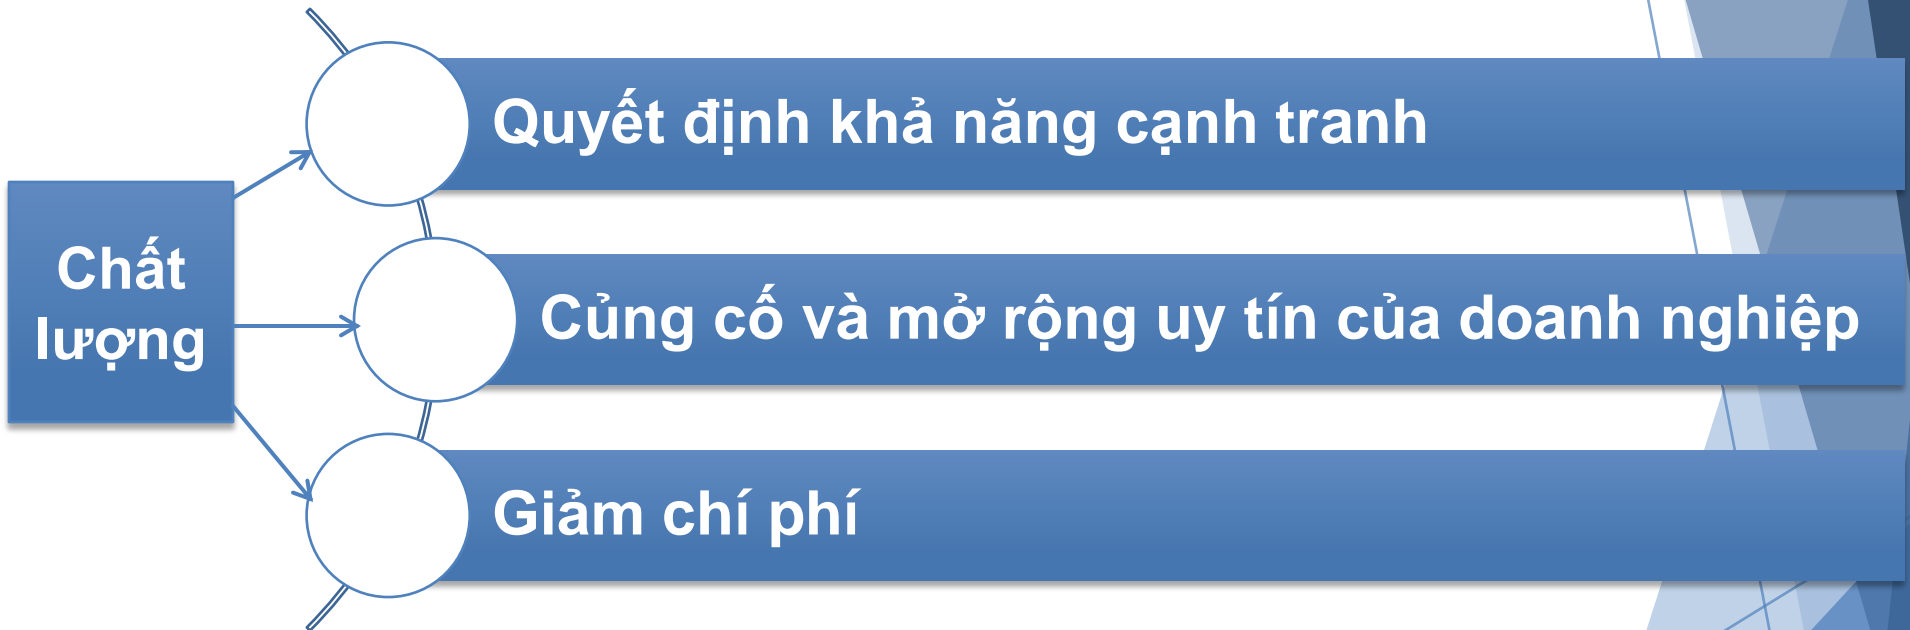 Chất
lượng
Quyết định khả năng cạnh tranh
Củng cố và mở rộng uy tín của doanh nghiệp
Giảm chí phí